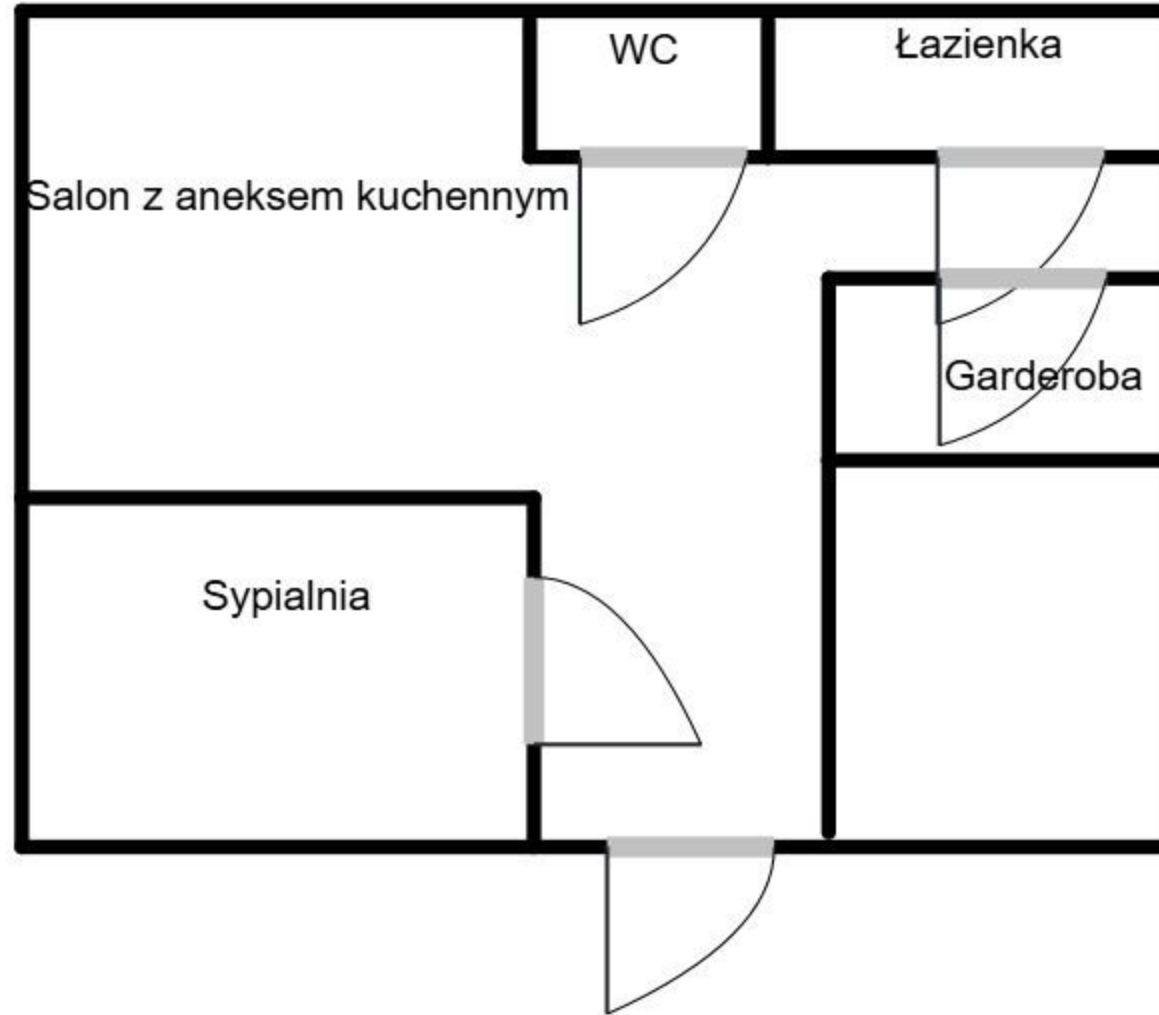 WC
Łazienka
Salon z aneksem kuchennym
Garderoba
Sypialnia